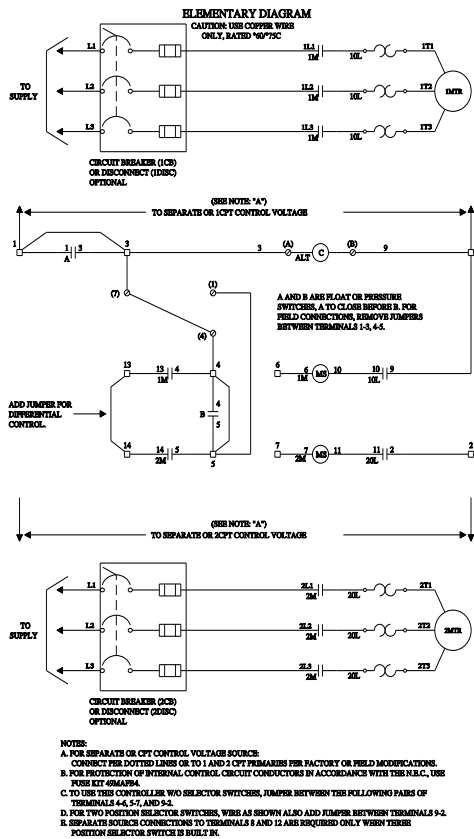 ELEMENTARY DIAGRAM
CAUTION: USE COPPER WIRE
ONLY, RATED °60/°75C
L1 1L1 1M 10L 1T1
TO
SUPPLY
L2 1L2 1M 10L 1T2 1MTR
L3 1L3 1M 10L 1T3
CIRCUIT BREAKER (1CB)
OR DISCONNECT (1DISC)
OPTIONAL
(SEE NOTE: "A")
TO SEPARATE OR 1CPT CONTROL VOLTAGE
1 1 3 A 3 3 (A) ALT C (B) 9
(7) (1)
(4)
A AND B ARE FLOAT OR PRESSURE
SWITCHES, A TO CLOSE BEFORE B. FOR
FIELD CONNECTIONS, REMOVE JUMPERS
BETWEEN TERMINALS 1-3, 4-5.
13 13 4 1M 4 6 6 1M MS 10 10 9 10L
ADD JUMPER FOR
DIFFERENTIAL
CONTROL.
4
B
5
14 14 5 2M 5 7 7 2M MS 11 11 2 20L 2
(SEE NOTE: "A")
TO SEPARATE OR 2CPT CONTROL VOLTAGE
L1 2L1 2M 20L 2T1
TO
SUPPLY
L2 2L2 2M 20L 2T2 2MTR
L3 2L3 2M 20L 2T3
CIRCUIT BREAKER (2CB)
OR DISCONNECT (2DISC)
OPTIONAL
NOTES:
A. FOR SEPARATE OR CPT CONTROL VOLTAGE SOURCE:
CONNECT PER DOTTED LINES OR TO 1 AND 2 CPT PRIMARIES PER FACTORY OR FIELD MODIFICATIONS.
B. FOR PROTECTION OF INTERNAL CONTROL CIRCUIT CONDUCTORS IN ACCORDANCE WITH THE N.E.C., USE
FUSE KIT 49MAFB4.
C. TO USE THIS CONTROLLER W/O SELECTOR SWITCHES, JUMPER BETWEEN THE FOLLOWING PAIRS OF
TERMINALS 4-6, 5-7, AND 9-2.
D. FOR TWO POSITION SELECTOR SWITCHES, WIRE AS SHOWN ALSO ADD JUMPER BETWEEN TERMINALS 9-2.
E. SEPARATE SOURCE CONNECTIONS TO TERMINALS 8 AND 12 ARE REQUIRED ONLY WHEN THREE
POSITION SELECTOR SWITCH IS BUILT IN.